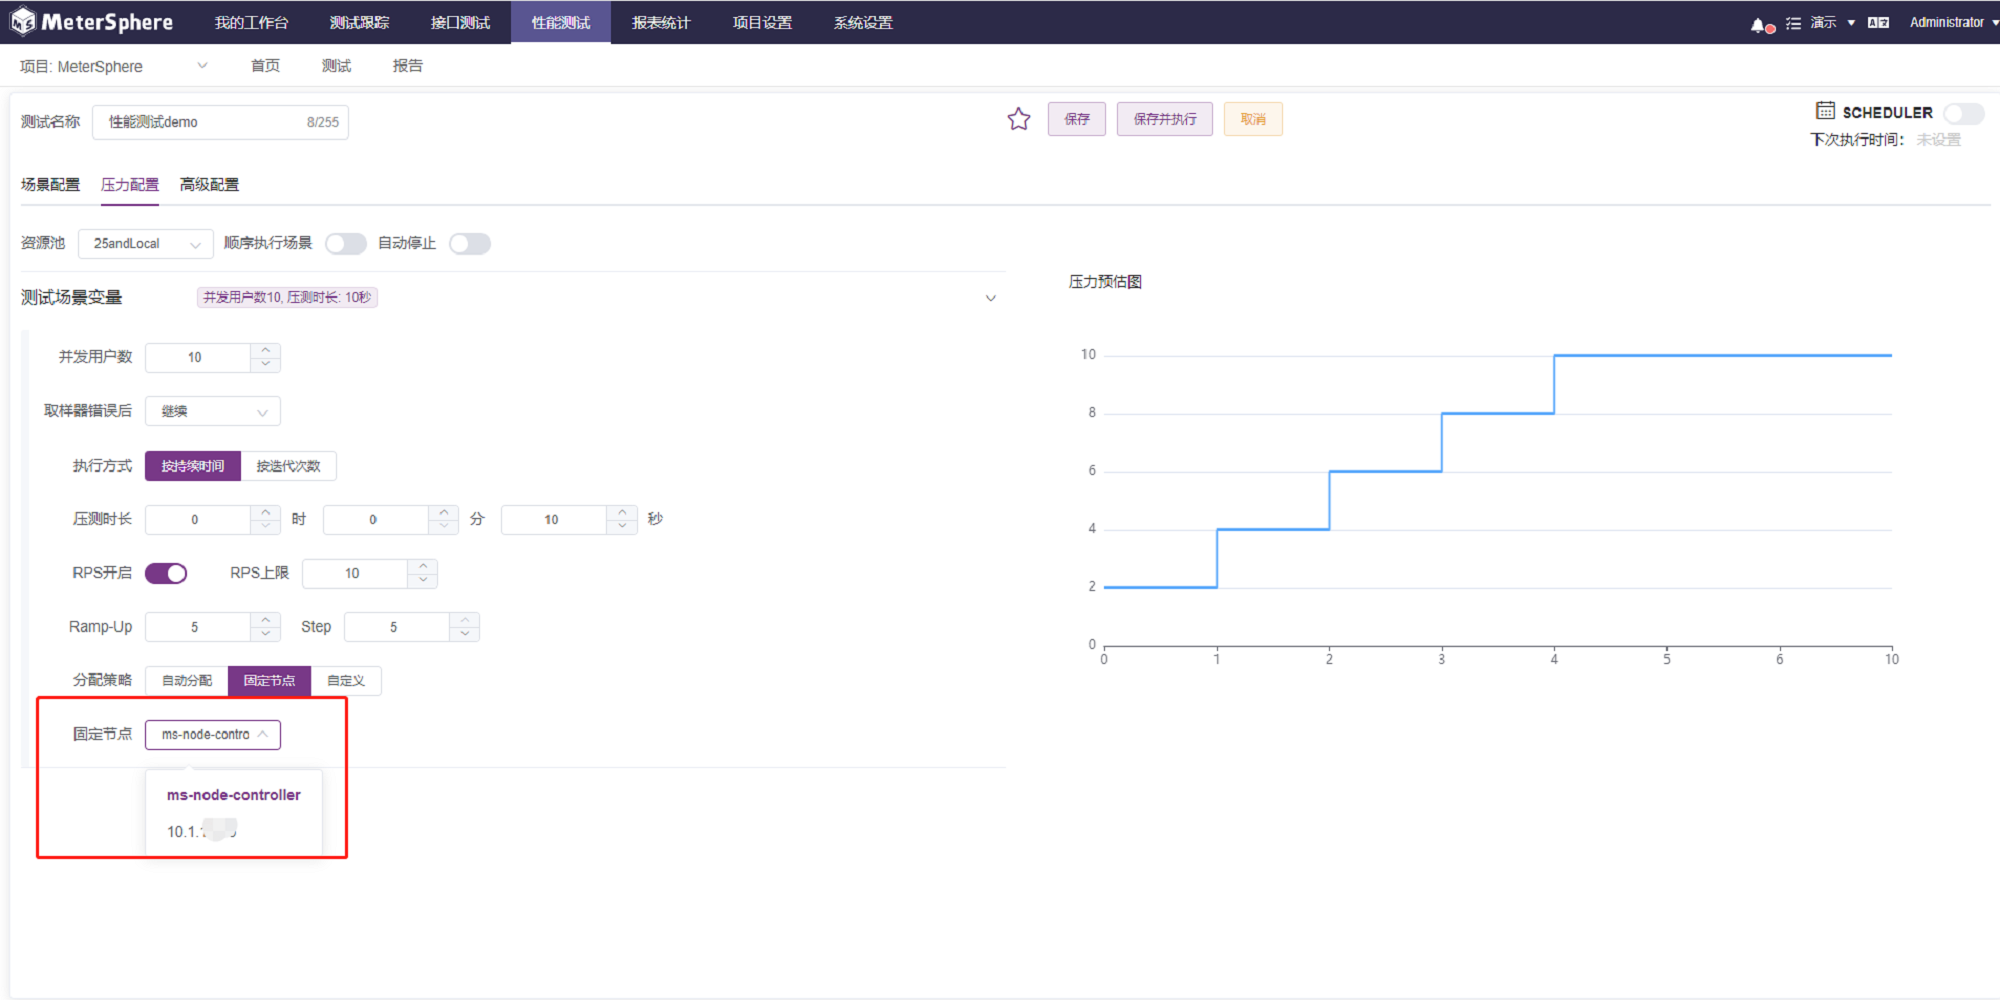 MeterSphere 我的工作台 测试跟踪 接口测试 性能测试 报表统计 项目设置 系统设置 演示 Administrator
项目: MeterSphere 首页 测试 报告
测试名称 性能测试demo 8/255 保存 保存并执行 取消 SCHEDULER
下次执行时间: 未设置
场景配置 压力配置 高级配置
资源池 25andLocal 顺序执行场景 自动停止
测试场景变量 并发用户数10, 压测时长: 10秒
并发用户数 10
取样器错误后 继续
执行方式 按持续时间 按迭代次数
压测时长 0 时 0 分 10 秒
RPS开启 RPS上限 10
Ramp-Up 5 Step 5
分配策略 自动分配 固定节点 自定义
固定节点 ms-node-contro
ms-node-controller
10.1.
压力预估图
10
8
6
4
2
0
0 1 2 3 4 5 6 10